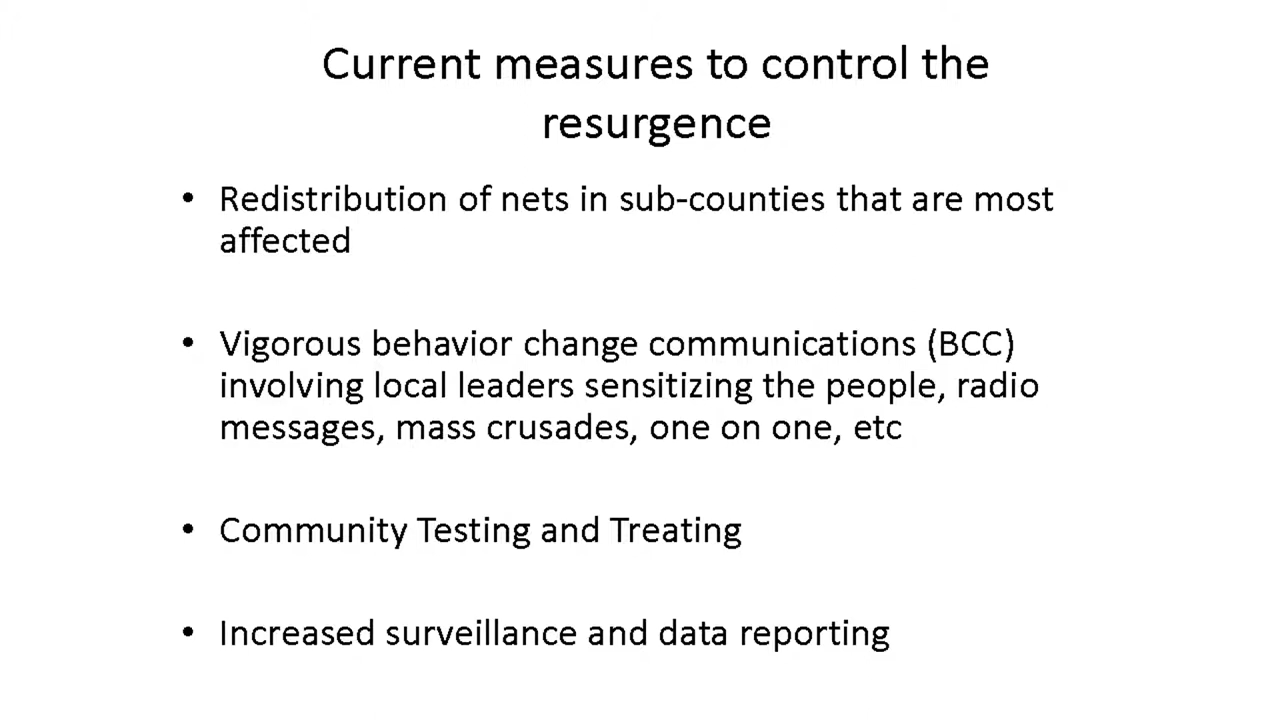 Current measures to control the
resurgence
• Redistribution of nets in sub-counties that are most
affected
• Vigorous behavior change communications (BCC)
involving local leaders sensitizing the people, radio
messages, mass crusades, one on one, etc
• Community Testing and Treating
• Increased surveillance and data reporting